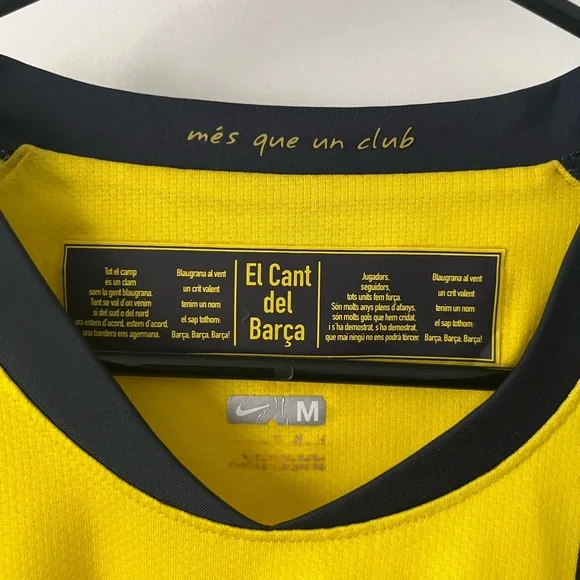 més que un club
Tot el camp
és un clam
som la gent blaugrana.
Tant se val d'on venim
si del sud o del nord
ara estem d'acord, estem d'acord,
una bandera ens agermana.
Blaugrana al vent
un crit valent
tenim un nom
el sap tothom:
Barça, Barça, Barça!
El Cant
del
Barça
Jugadors,
seguidors,
tots units fem força.
Són molts anys plens d'afanys,
són molts gols que hem cridat,
i s'ha demostrat, s'ha demostrat,
que mai ningú no ens podrà tòrcer.
Blaugrana al vent
un crit valent
tenim un nom
el sap tothom:
Barça, Barça, Barça!
M